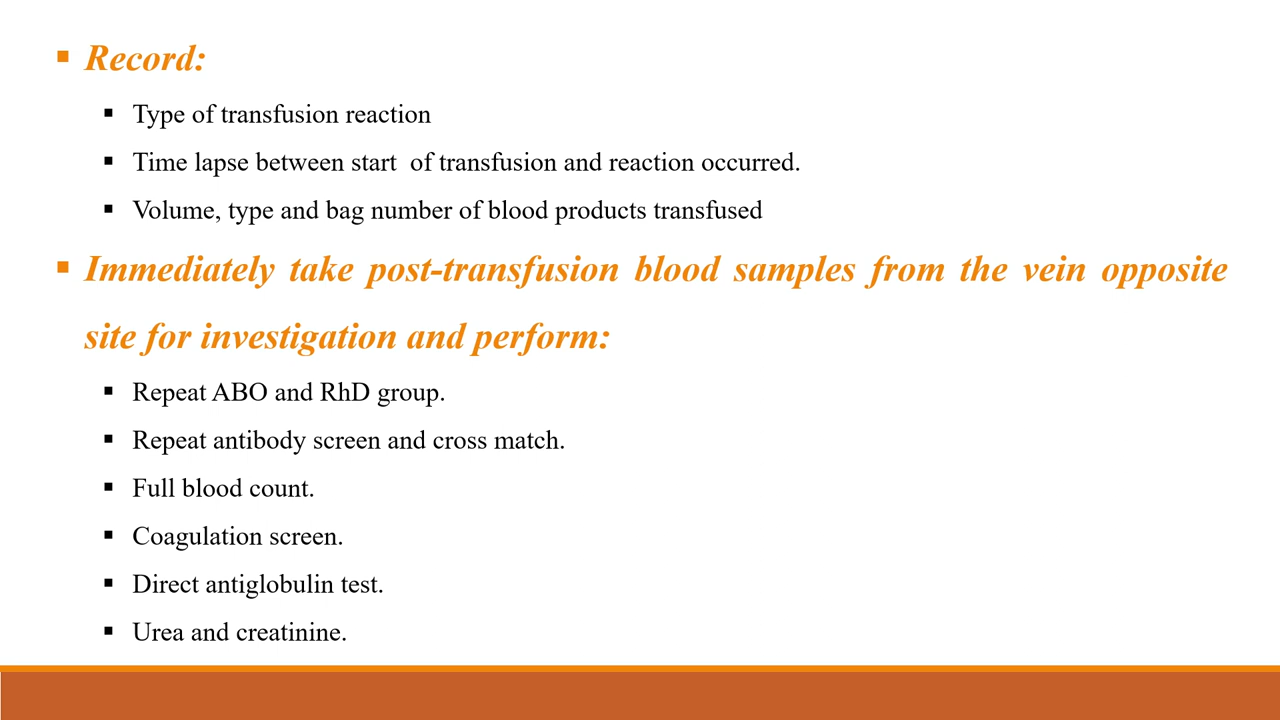 ▪ Record:
▪ Type of transfusion reaction
▪ Time lapse between start  of transfusion and reaction occurred.
▪ Volume, type and bag number of blood products transfused
▪ Immediately take post-transfusion blood samples from the vein opposite
site for investigation and perform:
▪ Repeat ABO and RhD group.
▪ Repeat antibody screen and cross match.
▪ Full blood count.
▪ Coagulation screen.
▪ Direct antiglobulin test.
▪ Urea and creatinine.